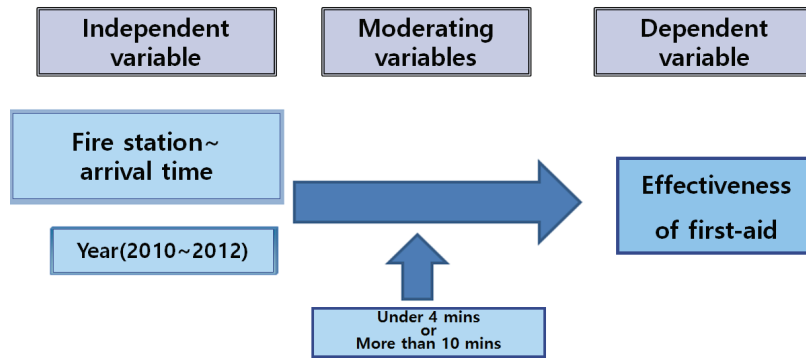 Independent
variable
Moderating
variables
Dependent
variable
Fire station~
arrival time
Year(2010~2012)
Effectiveness
of first-aid
Under 4 mins
or
More than 10 mins